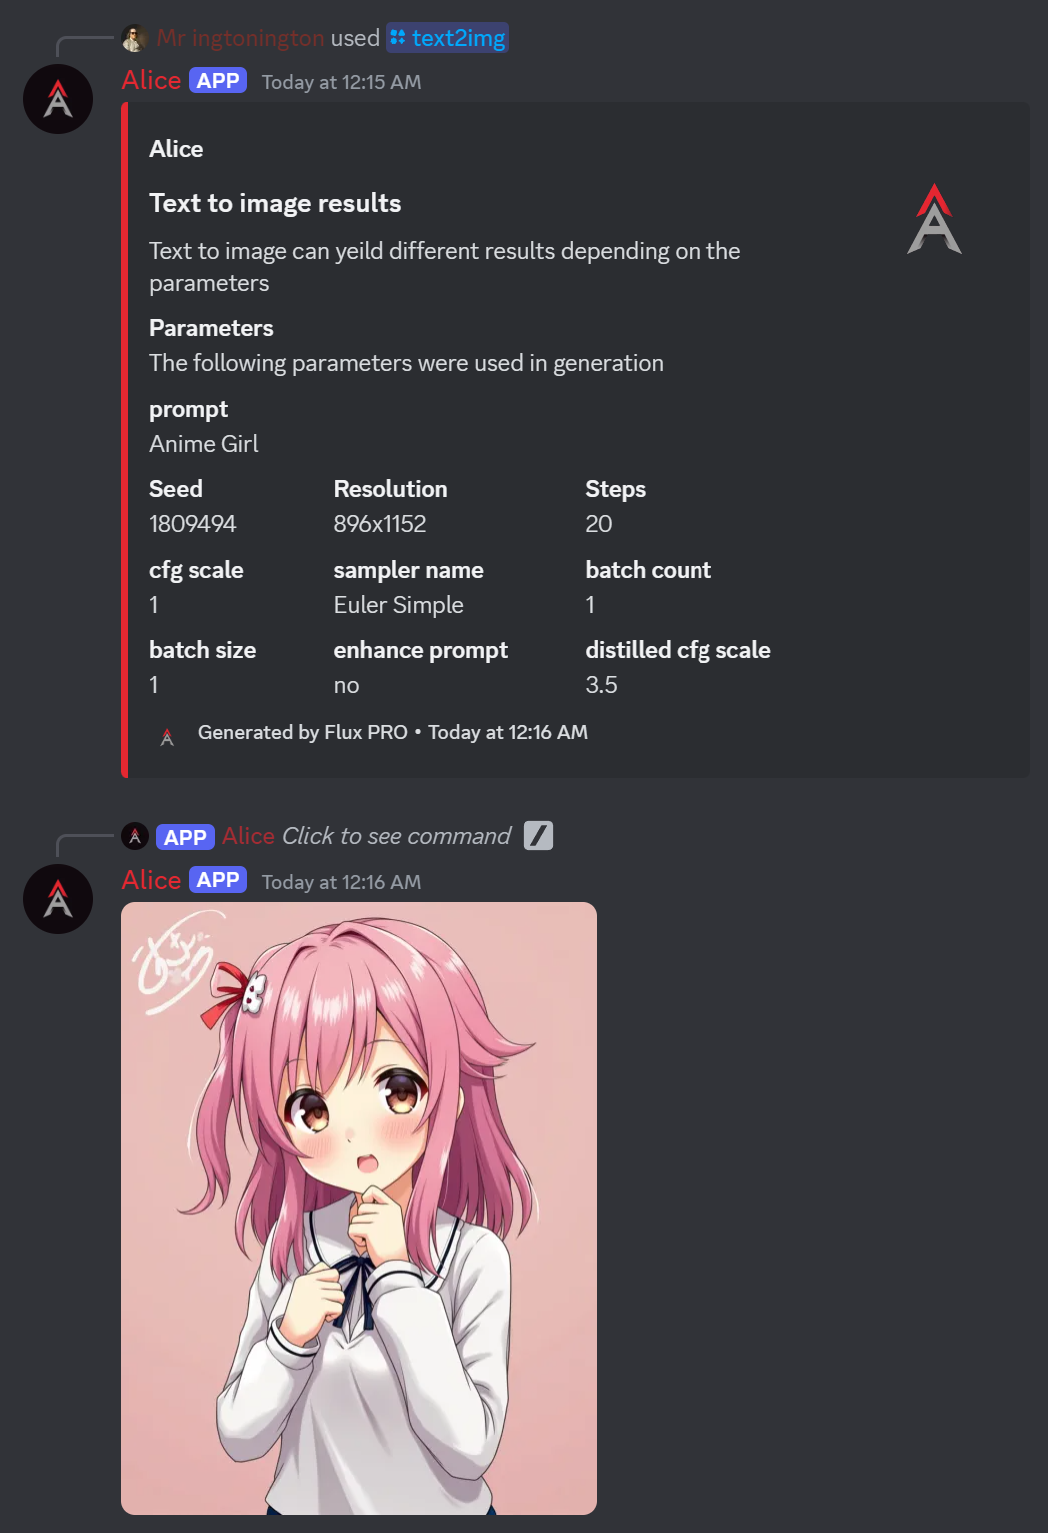 Mr ingtonington used text2img
Alice APP Today at 12:15 AM
Alice
Text to image results
Text to image can yeild different results depending on the
parameters
Parameters
The following parameters were used in generation
prompt
Anime Girl
Seed Resolution Steps
1809494 896x1152 20
cfg scale sampler name batch count
1 Euler Simple 1
batch size enhance prompt distilled cfg scale
1 no 3.5
Generated by Flux PRO • Today at 12:16 AM
APP Alice Click to see command
Alice APP Today at 12:16 AM